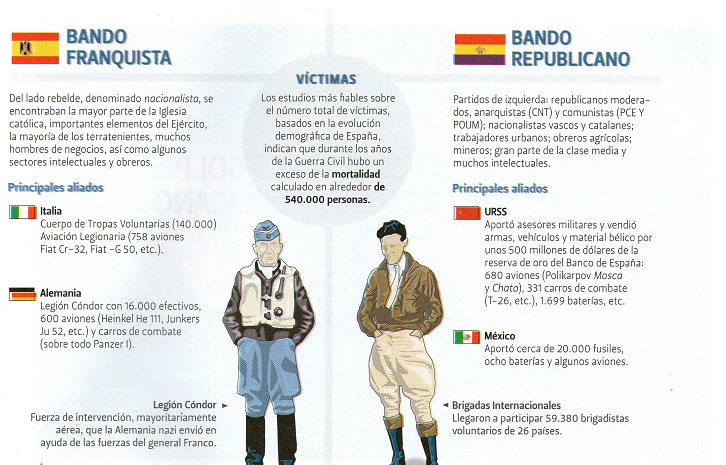 BANDO
FRANQUISTA
Del lado rebelde, denominado nacionalista, se
encontraban la mayor parte de la Iglesia
católica, importantes elementos del Ejército,
la mayoría de los terratenientes, muchos
hombres de negocios, así como algunos
sectores intelectuales y obreros.
Principales aliados
Italia
Cuerpo de Tropas Voluntarias (140.000)
Aviación Legionaria (758 aviones
Fiat Cr-32, Fiat -G 50, etc.).
Alemania
Legión Cóndor con 16.000 efectivos,
600 aviones (Heinkel He 111, Junkers
Ju 52, etc.) y carros de combate
(sobre todo Panzer I).
Legión Cóndor
Fuerza de intervención, mayoritariamente
aérea, que la Alemania nazi envió en
ayuda de las fuerzas del general Franco.
VÍCTIMAS
Los estudios más fiables sobre
el número total de víctimas,
basados en la evolución
demográfica de España,
indican que durante los años
de la Guerra Civil hubo un
exceso de la mortalidad
calculado en alrededor de
540.000 personas.
BANDO
REPUBLICANO
Partidos de izquierda: republicanos modera-
dos, anarquistas (CNT) y comunistas (PCE Y
POUM); nacionalistas vascos y catalanes;
trabajadores urbanos; obreros agrícolas;
mineros; gran parte de la clase media y
muchos intelectuales.
Principales aliados
URSS
Aportó asesores militares y vendió
armas, vehículos y material bélico por
unos 500 millones de dólares de la
reserva de oro del Banco de España:
680 aviones (Polikarpov Mosca
y Chato), 331 carros de combate
(T-26, etc.), 1.699 baterías, etc.
México
Aportó cerca de 20.000 fusiles,
ocho baterías y algunos aviones.
Brigadas Internacionales
Llegaron a participar 59.380 brigadistas
voluntarios de 26 países.